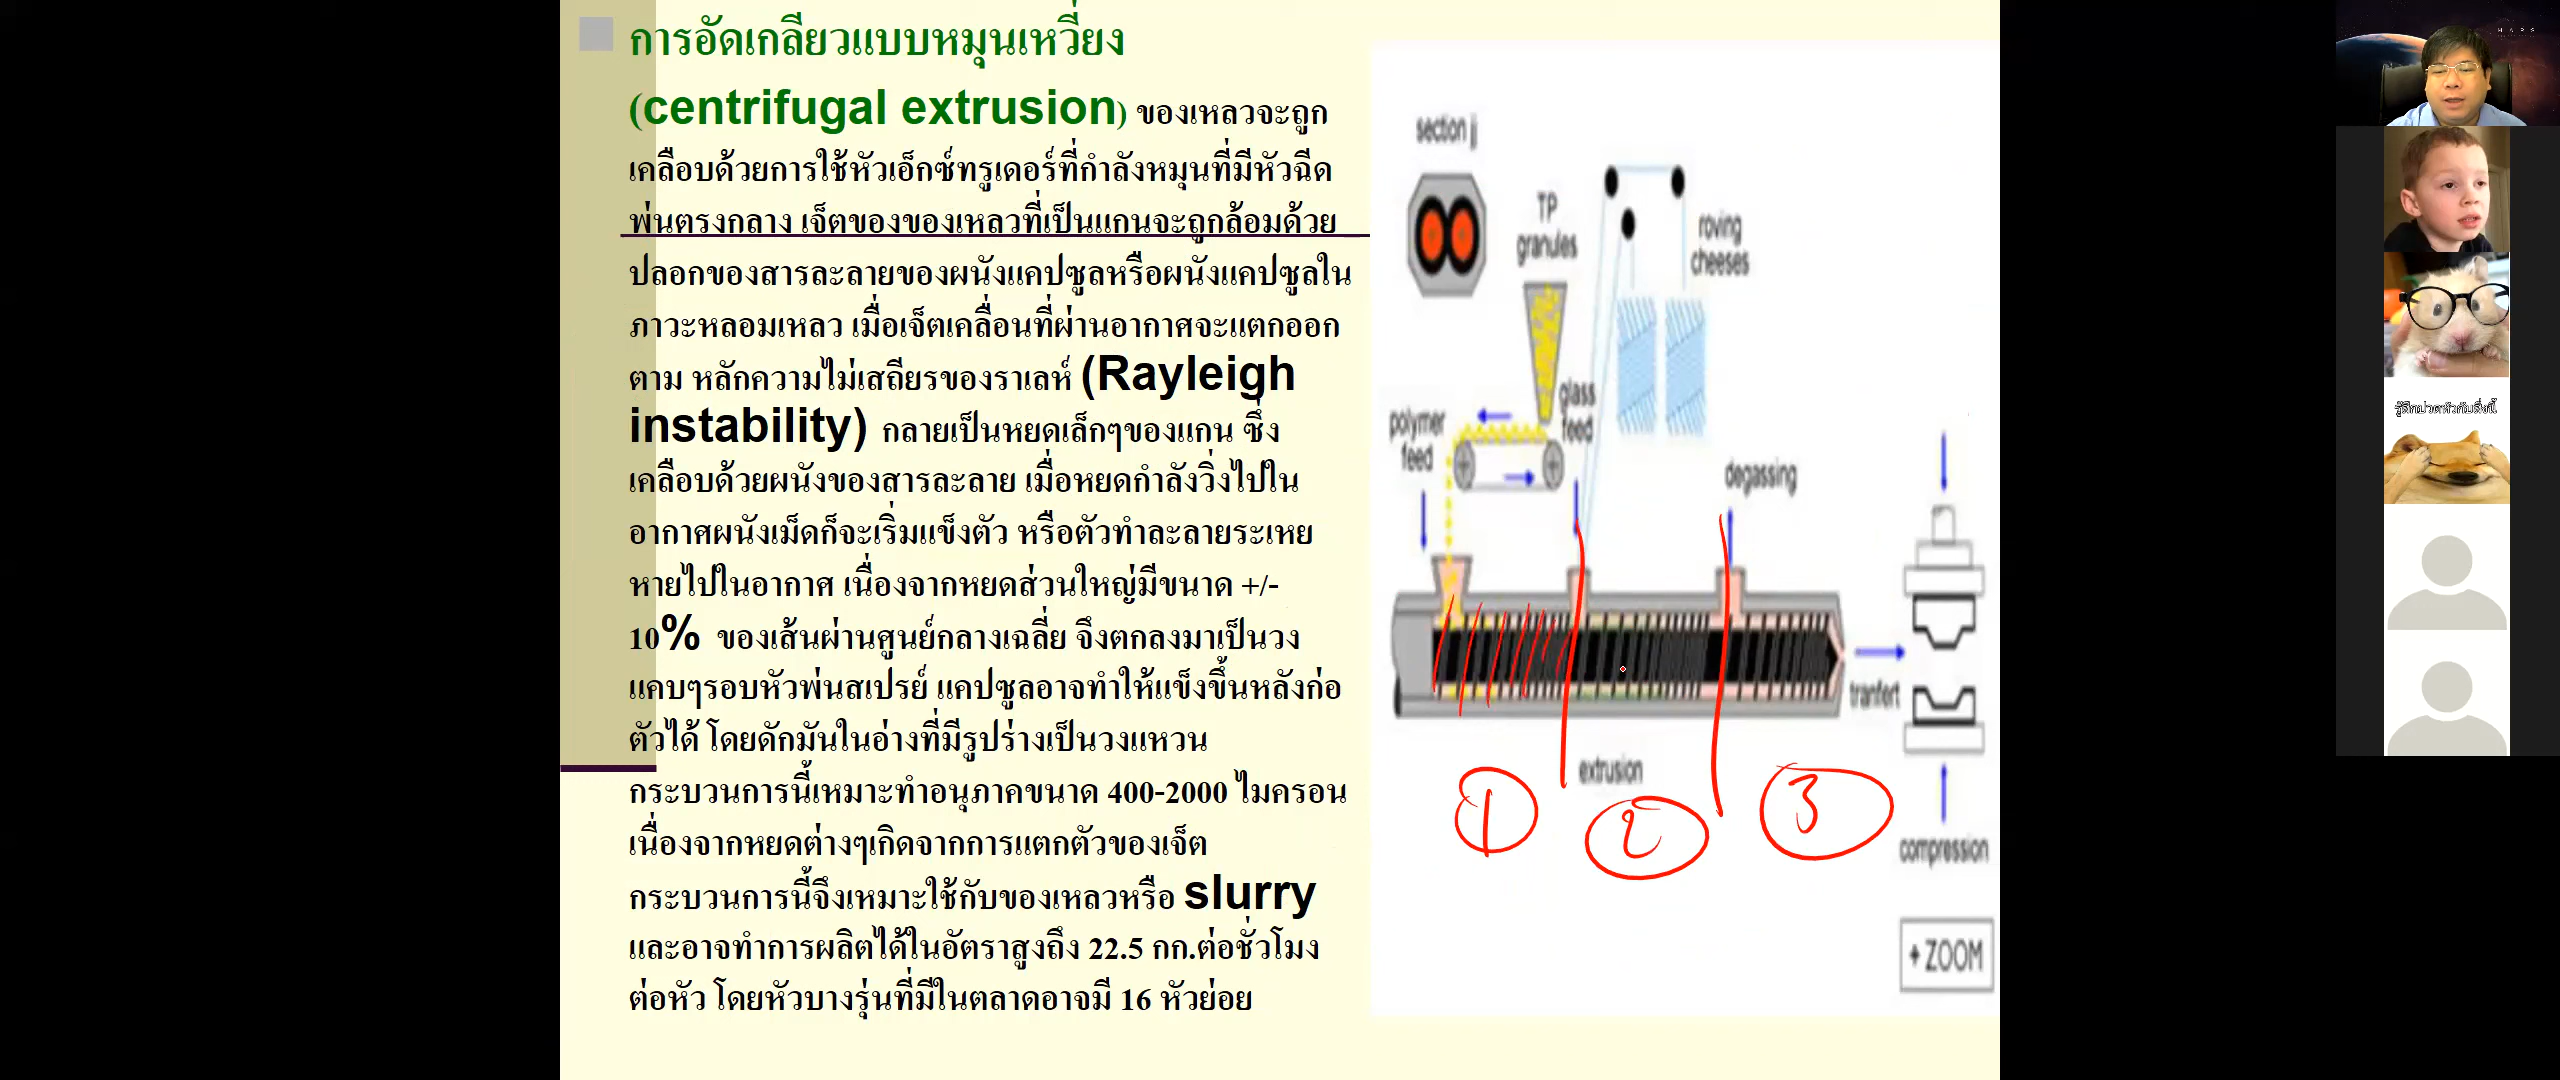 การอัดเกลียวแบบหมุนเหวี่ยง
(centrifugal extrusion) ของเหลวจะถูก
เคลือบด้วยการใช้หัวเอ็กซ์ทรูเดอร์ที่กำลังหมุนที่มีหัวฉีด
พ่นตรงกลาง เจ็ตของของเหลวที่เป็นแกนจะถูกล้อมด้วย
ปลอกของสารละลายของผนังแคปซูลหรือผนังแคปซูลใน
ภาวะหลอมเหลว เมื่อเจ็ตเคลื่อนที่ผ่านอากาศจะแตกออก
ตาม หลักความไม่เสถียรของราเลห์ (Rayleigh
instability) กลายเป็นหยดเล็กๆของแกน ซึ่ง
เคลือบด้วยผนังของสารละลาย เมื่อหยดกำลังวิ่งไปใน
อากาศผนังเม็ดก็จะเริ่มแข็งตัว หรือตัวทำละลายระเหย
หายไปในอากาศ เนื่องจากหยดส่วนใหญ่มีขนาด +/-
10% ของเส้นผ่านศูนย์กลางเฉลี่ย จึงตกลงมาเป็นวง
แคบๆรอบหัวพ่นสเปรย์ แคปซูลอาจทำให้แข็งขึ้นหลังก่อ
ตัวได้ โดยดักมันในอ่างที่มีรูปร่างเป็นวงแหวน
กระบวนการนี้เหมาะทำอนุภาคขนาด 400-2000 ไมครอน
เนื่องจากหยดต่างๆเกิดจากการแตกตัวของเจ็ต
กระบวนการนี้จึงเหมาะใช้กับของเหลวหรือ slurry
และอาจทำการผลิตได้ในอัตราสูงถึง 22.5 กก.ต่อชั่วโมง
ต่อหัว โดยหัวบางรุ่นที่มีในตลาดอาจมี 16 หัวย่อย
section jj
TP
granules
roving
cheeses
polymer
feed
glass
feed
degassing
tranfert
extrusion
compression
1
2
3
+ ZOOM
MARS
รู้สึกปวดหัวกับสิ่งนี้